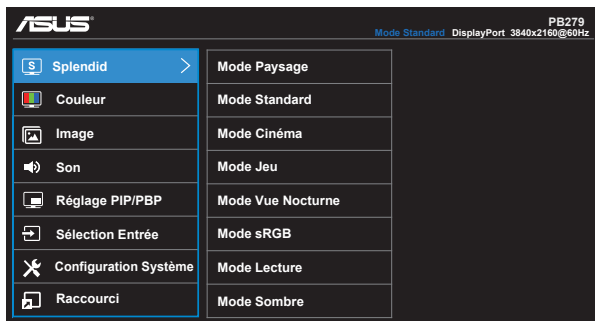 ASUS
PB279
Mode Standard DisplayPort 3840x2160@60Hz
S Splendid
Couleur
Image
Son
Réglage PIP/PBP
Sélection Entrée
Configuration Système
Raccourci
Mode Paysage
Mode Standard
Mode Cinéma
Mode Jeu
Mode Vue Nocturne
Mode sRGB
Mode Lecture
Mode Sombre